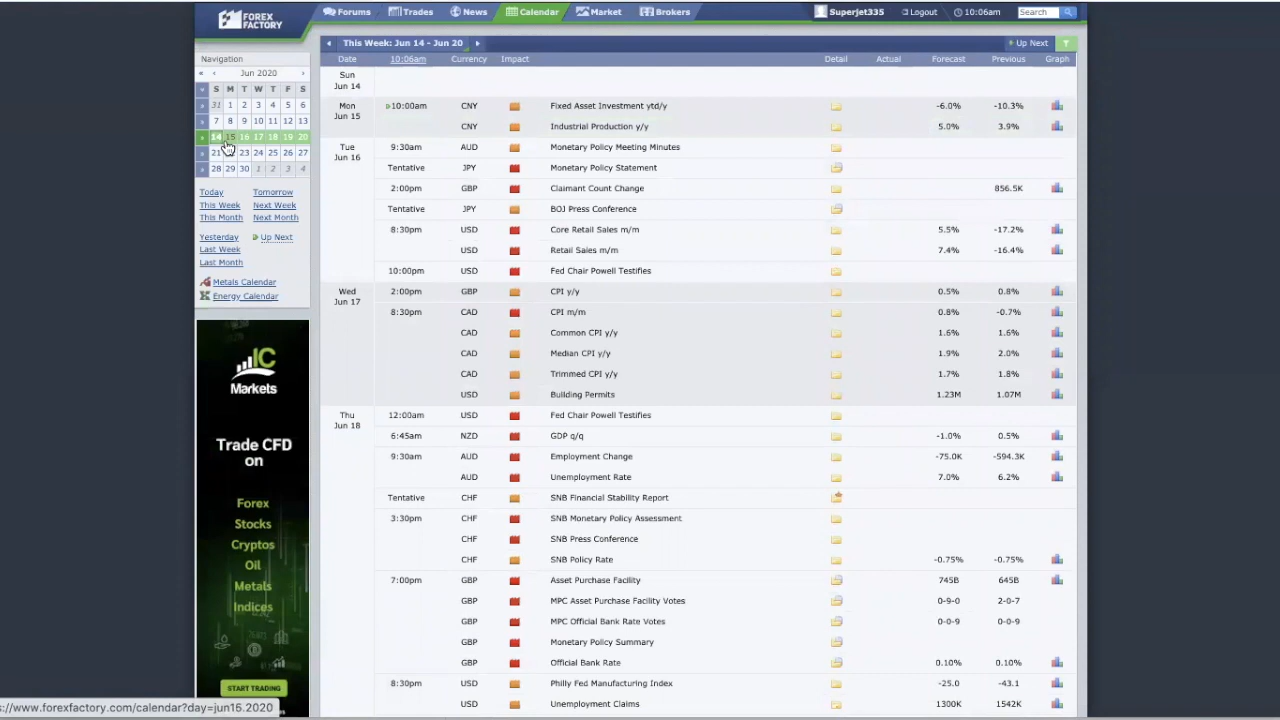 FOREX FACTORY
Forums Trades News Calendar Market Brokers Superjet335 Logout 10:06am Search
Navigation
« ‹ Jun 2020 ›
S M T W T F S
31 1 2 3 4 5 6
7 8 9 10 11 12 13
14 15 16 17 18 19 20
21 23 24 25 26 27
28 29 30 1 2 3 4
Today Tomorrow
This Week Next Week
This Month Next Month
Yesterday Up Next
Last Week
Last Month
Metals Calendar
Energy Calendar
IC Markets
Trade CFD
on
Forex
Stocks
Cryptos
Oil
Metals
Indices
START TRADING
This Week: Jun 14 - Jun 20 Up Next
Date 10:06am Currency Impact Detail Actual Forecast Previous Graph
Sun Jun 14
Mon Jun 15 10:00am CNY Fixed Asset Investment ytd/y -6.0% -10.3%
CNY Industrial Production y/y 5.0% 3.9%
Tue Jun 16 9:30am AUD Monetary Policy Meeting Minutes
Tentative JPY Monetary Policy Statement
2:00pm GBP Claimant Count Change 856.5K
Tentative JPY BOJ Press Conference
8:30pm USD Core Retail Sales m/m 5.5% -17.2%
USD Retail Sales m/m 7.4% -16.4%
10:00pm USD Fed Chair Powell Testifies
Wed Jun 17 2:00pm GBP CPI y/y 0.5% 0.8%
8:30pm CAD CPI m/m 0.8% -0.7%
CAD Common CPI y/y 1.6% 1.6%
CAD Median CPI y/y 1.9% 2.0%
CAD Trimmed CPI y/y 1.7% 1.8%
USD Building Permits 1.23M 1.07M
Thu Jun 18 12:00am USD Fed Chair Powell Testifies
6:45am NZD GDP q/q -1.0% 0.5%
9:30am AUD Employment Change -75.0K -594.3K
AUD Unemployment Rate 7.0% 6.2%
Tentative CHF SNB Financial Stability Report
3:30pm CHF SNB Monetary Policy Assessment
CHF SNB Press Conference
CHF SNB Policy Rate -0.75% -0.75%
7:00pm GBP Asset Purchase Facility 745B 645B
GBP MPC Asset Purchase Facility Votes 0-9-0 2-0-7
GBP MPC Official Bank Rate Votes 0-0-9 0-0-9
GBP Monetary Policy Summary
GBP Official Bank Rate 0.10% 0.10%
8:30pm USD Philly Fed Manufacturing Index -25.0 -43.1
USD Unemployment Claims 1300K 1542K
s://www.forexfactory.com/calendar?day=jun15.2020